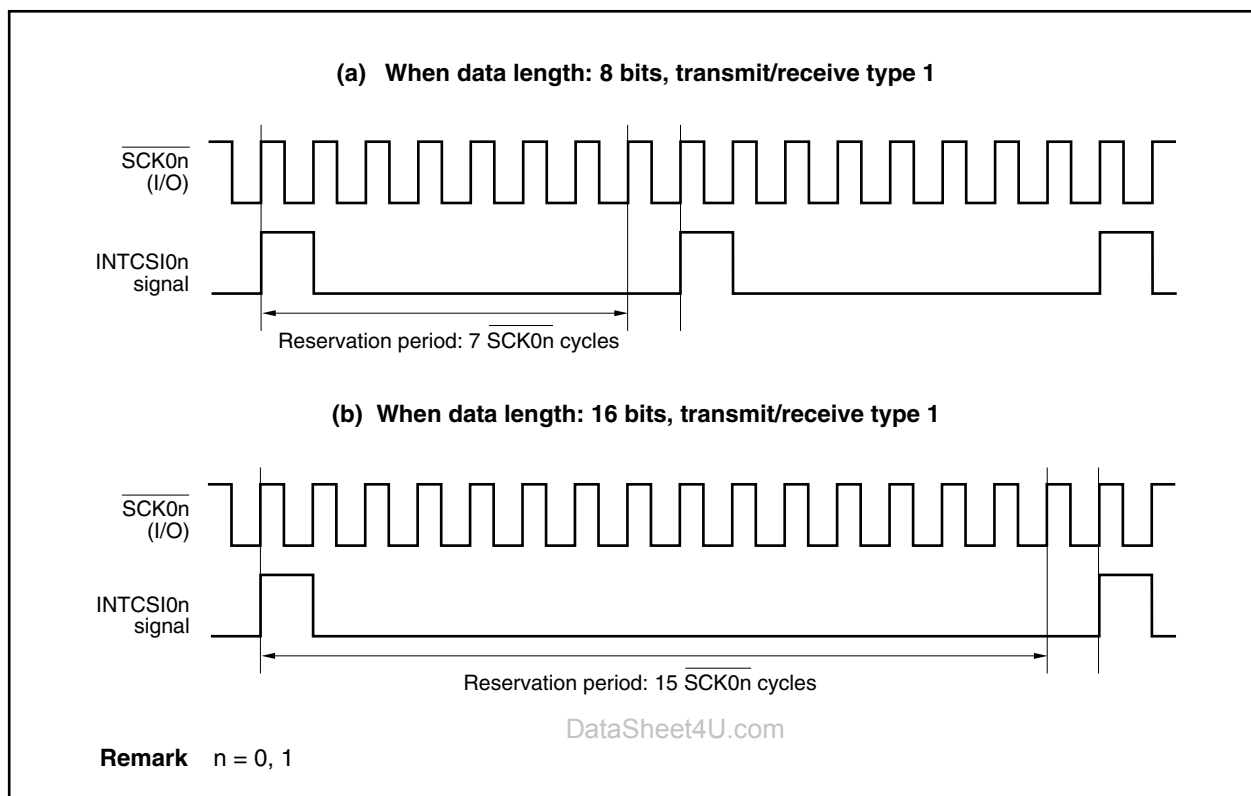 (a) When data length: 8 bits, transmit/receive type 1
SCK0n
(I/O)
INTCSI0n
signal
Reservation period: 7 SCK0n cycles
(b) When data length: 16 bits, transmit/receive type 1
SCK0n
(I/O)
INTCSI0n
signal
Reservation period: 15 SCK0n cycles
DataSheet4U.com
Remark n = 0, 1